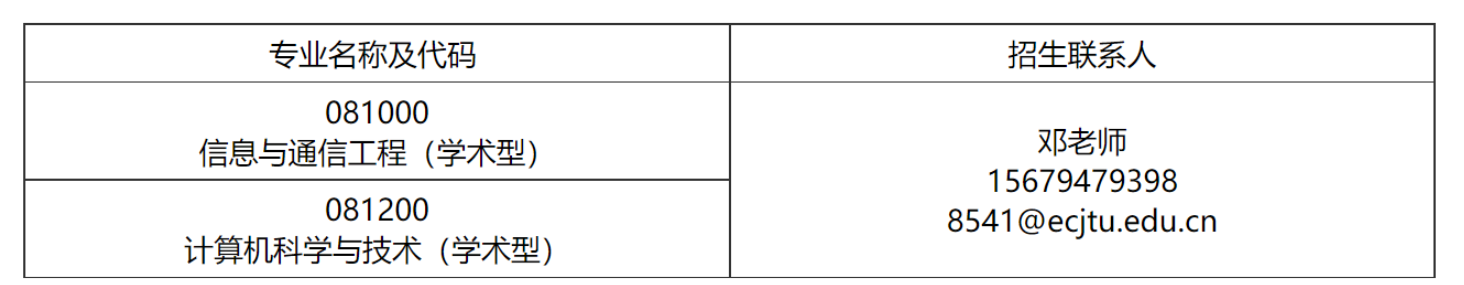 专业名称及代码
招生联系人
081000
信息与通信工程（学术型）
081200
计算机科学与技术（学术型）
邓老师
15679479398
8541@ecjtu.edu.cn